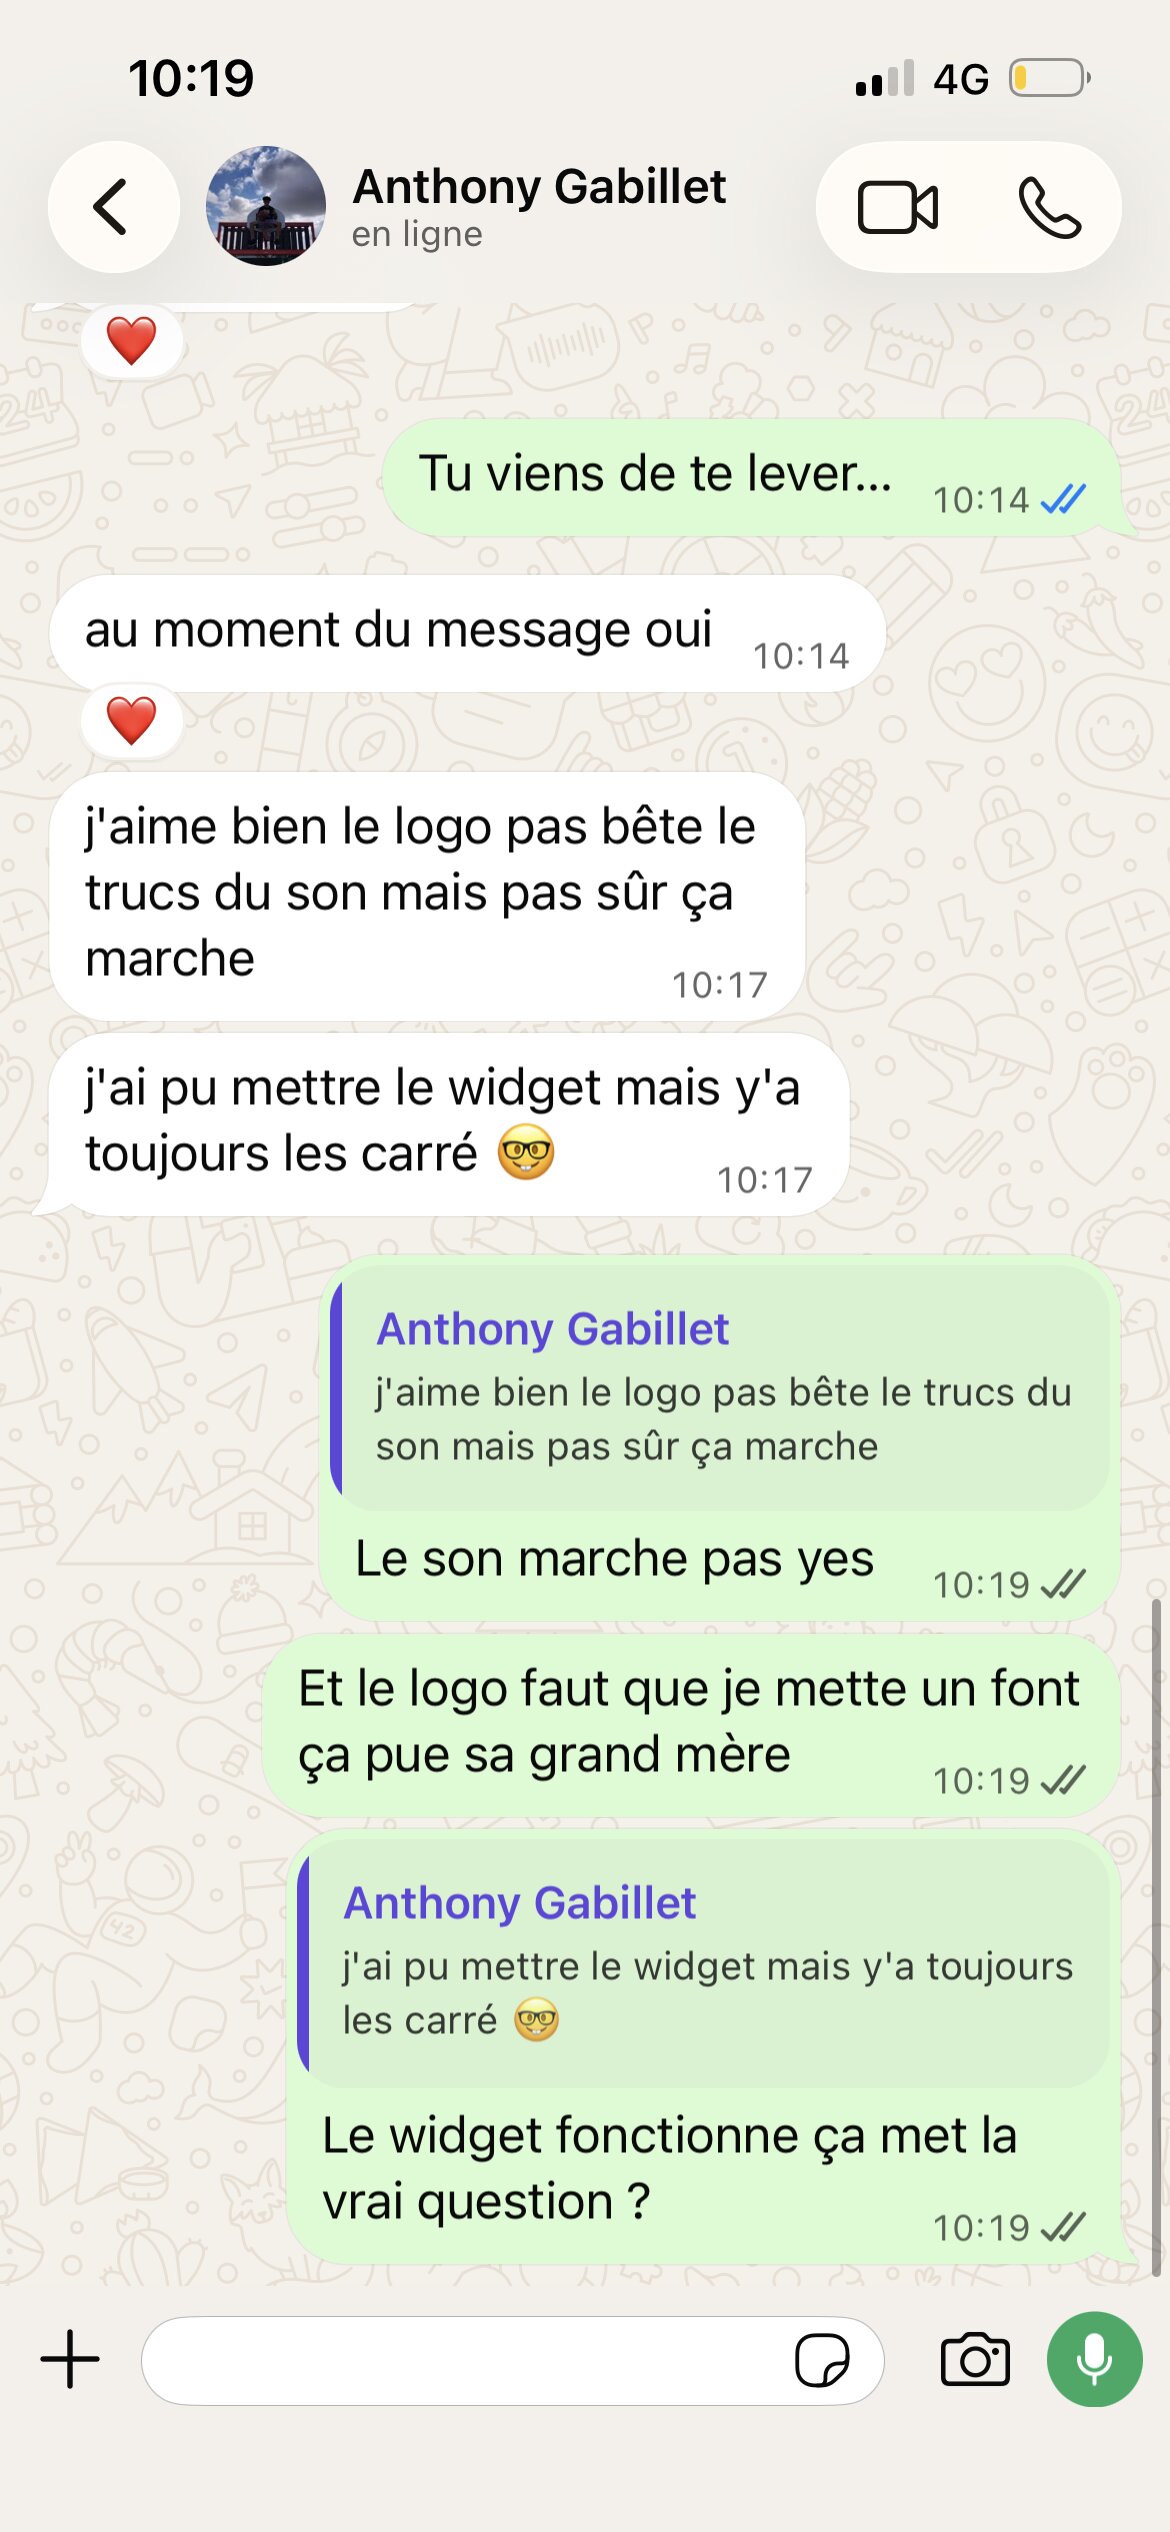 10:19
4G
Anthony Gabillet
en ligne
❤️
Tu viens de te lever...
10:14
au moment du message oui
10:14
❤️
j'aime bien le logo pas bête le
trucs du son mais pas sûr ça
marche
10:17
j'ai pu mettre le widget mais y'a
toujours les carré 🤓
10:17
Anthony Gabillet
j'aime bien le logo pas bête le trucs du
son mais pas sûr ça marche
Le son marche pas yes
10:19
Et le logo faut que je mette un font
ça pue sa grand mère
10:19
Anthony Gabillet
j'ai pu mettre le widget mais y'a toujours
les carré 🤓
Le widget fonctionne ça met la
vrai question ?
10:19